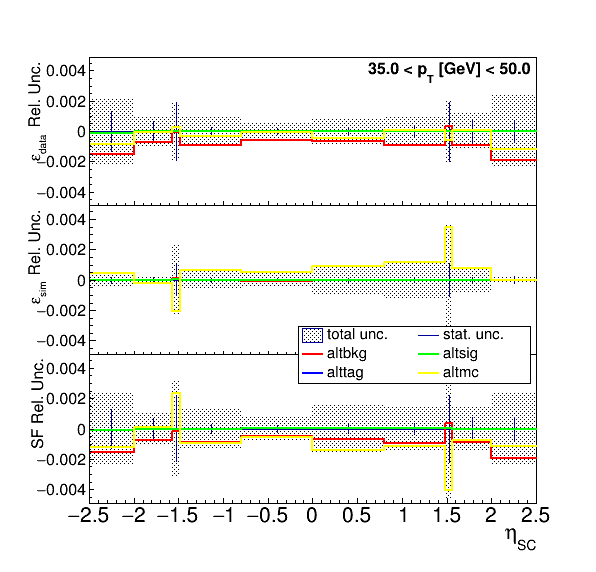 35.0 < p_T [GeV] < 50.0
ε_data Rel. Unc.
0.004
0.002
0
−0.002
−0.004
ε_sim Rel. Unc.
0.004
0.002
0
−0.002
−0.004
total unc. stat. unc.
altbkg altsig
alttag altmc
SF Rel. Unc.
0.004
0.002
0
−0.002
−0.004
−2.5 −2 −1.5 −1 −0.5 0 0.5 1 1.5 2 2.5
η_SC